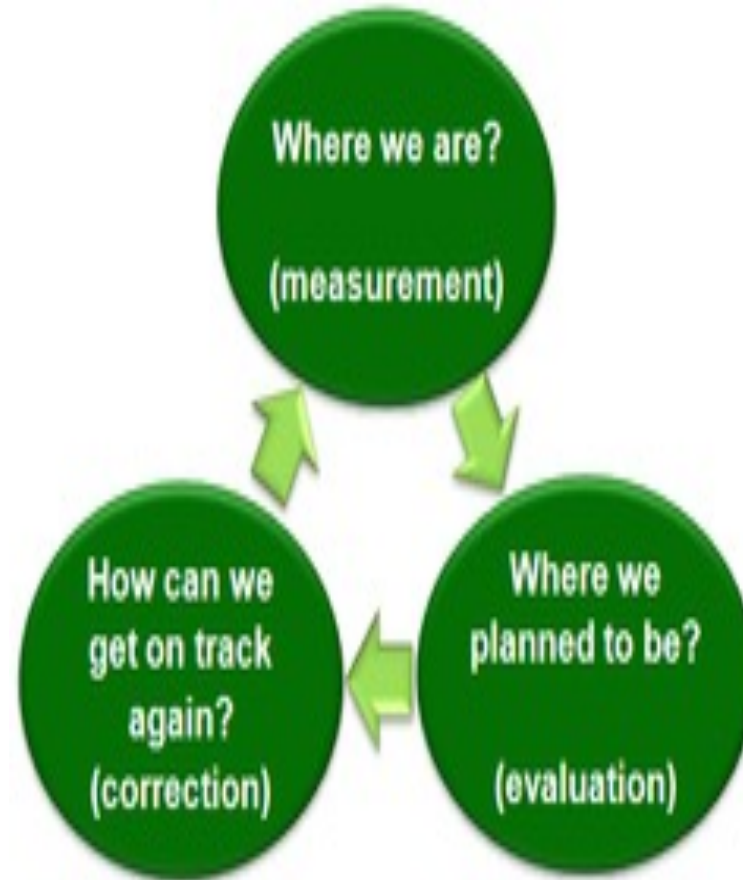 Where we are?
(measurement)
Where we
planned to be?
(evaluation)
How can we
get on track
again?
(correction)